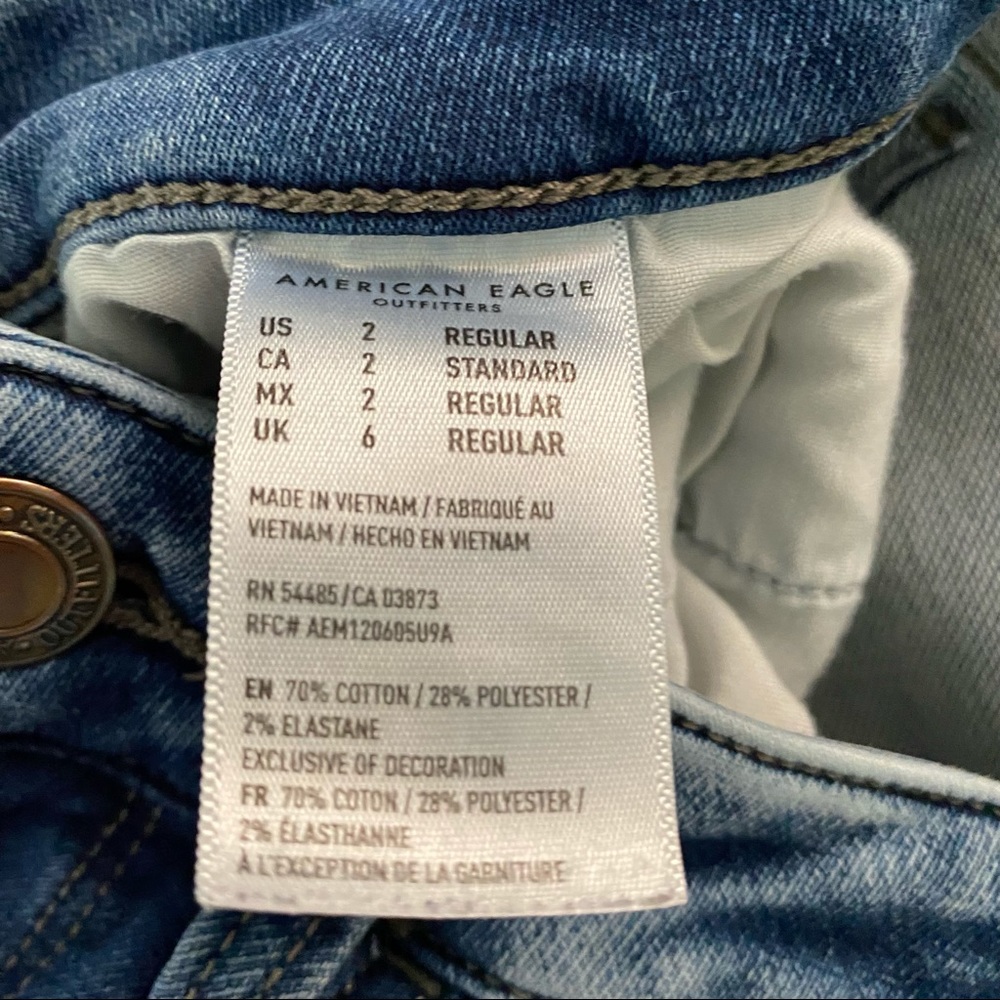 AMERICAN EAGLE
OUTFITTERS
US 2 REGULAR
CA 2 STANDARD
MX 2 REGULAR
UK 6 REGULAR
MADE IN VIETNAM / FABRIQUÉ AU
VIETNAM / HECHO EN VIETNAM
RN 54485/CA 03873
RFC# AEM120605U9A
EN 70% COTTON / 28% POLYESTER /
2% ELASTANE
EXCLUSIVE OF DECORATION
FR 70% COTON / 28% POLYESTER /
2% ÉLASTHANNE
À L'EXCEPTION DE LA GARNITURE